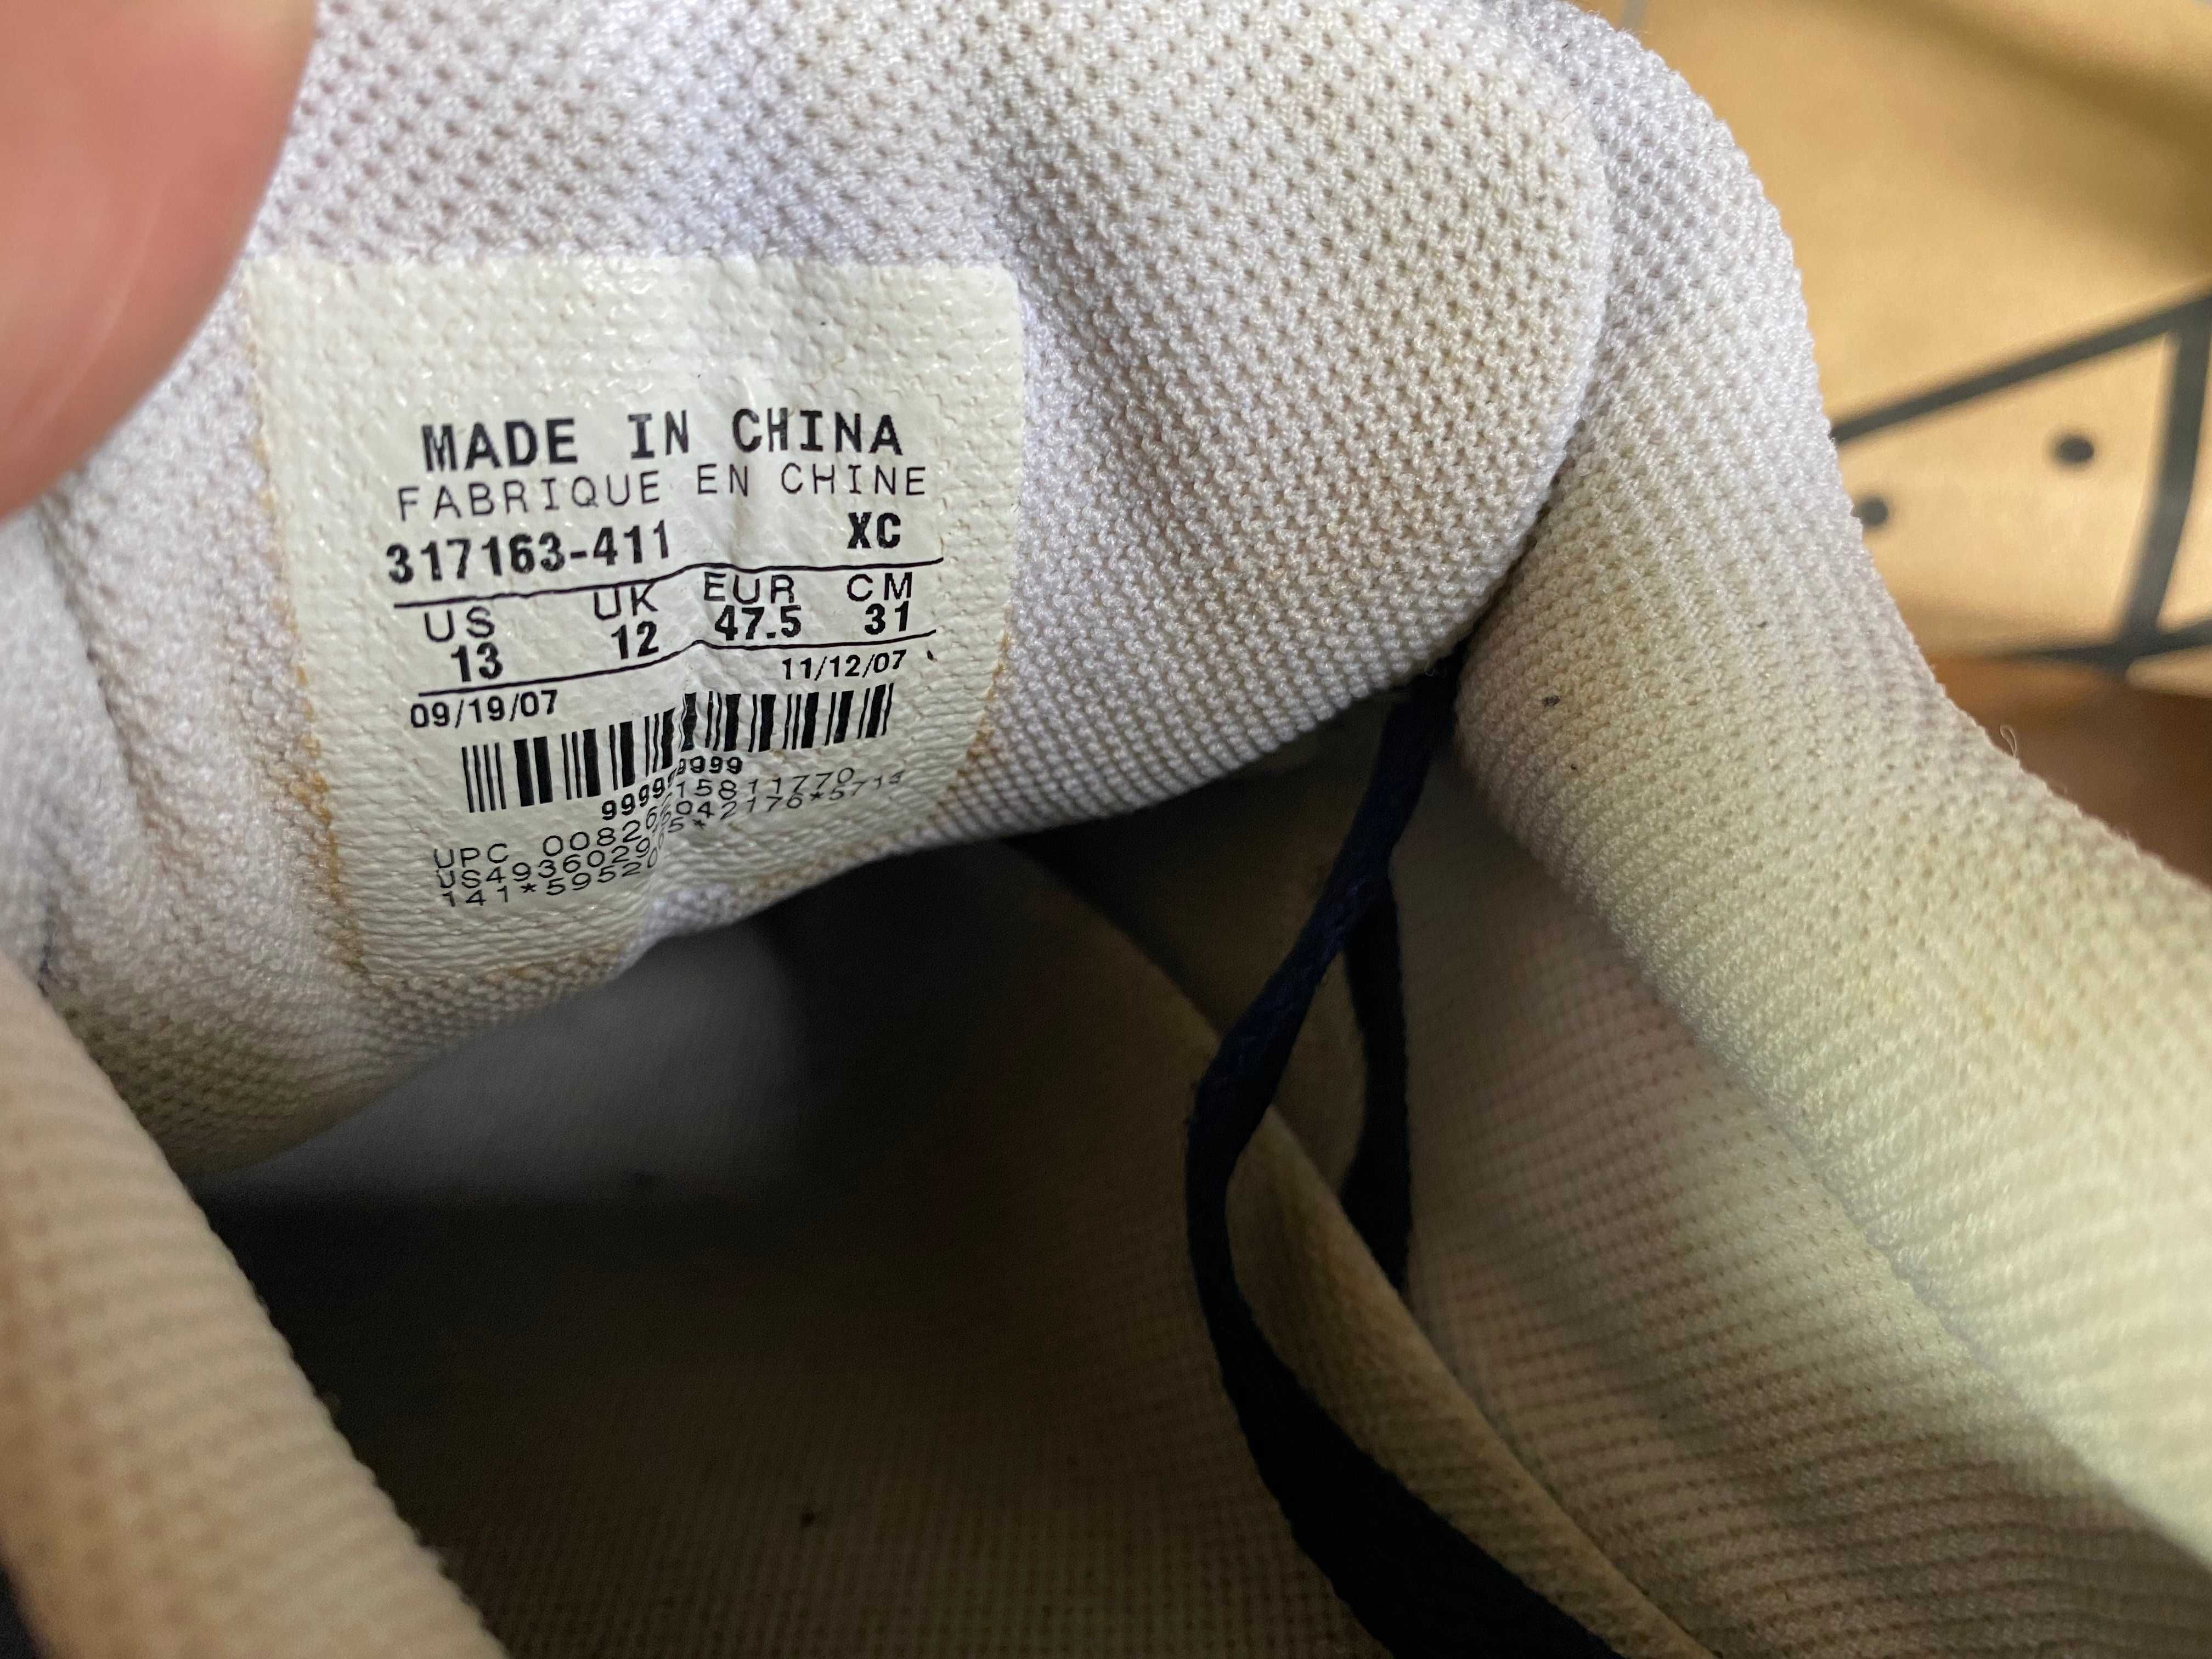 MADE IN CHINA
FABRIQUE EN CHINE
317163-411 XC
US UK EUR CM
13 12 47.5 31
09/19/07 11/12/07
UPC